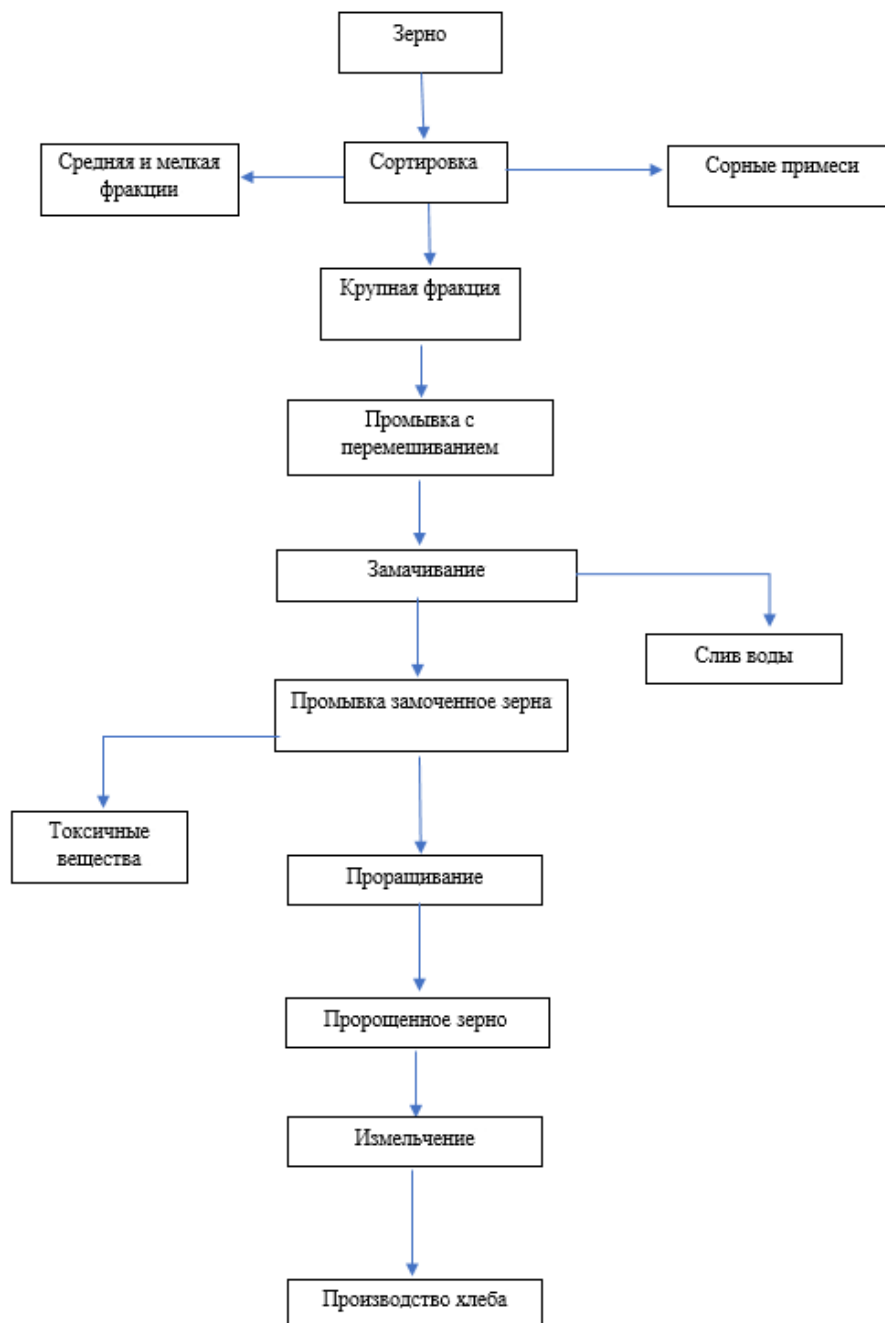 Зерно
Средняя и мелкая
фракции
Сортировка
Сорные примеси
Крупная фракция
Промывка с
перемешиванием
Замачивание
Слив воды
Промывка замоченное зерна
Токсичные
вещества
Проращивание
Пророщенное зерно
Измельчение
Производство хлеба